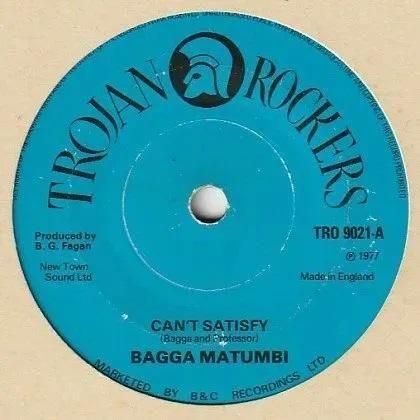 TROJAN ROCKERS
Produced by
B. G. Fagan
New Town
Sound Ltd
TRO 9021-A
℗ 1977
Made in England
CAN'T SATISFY
(Bagga and Professor)
BAGGA MATUMBI
MARKETED BY B&C RECORDINGS LTD